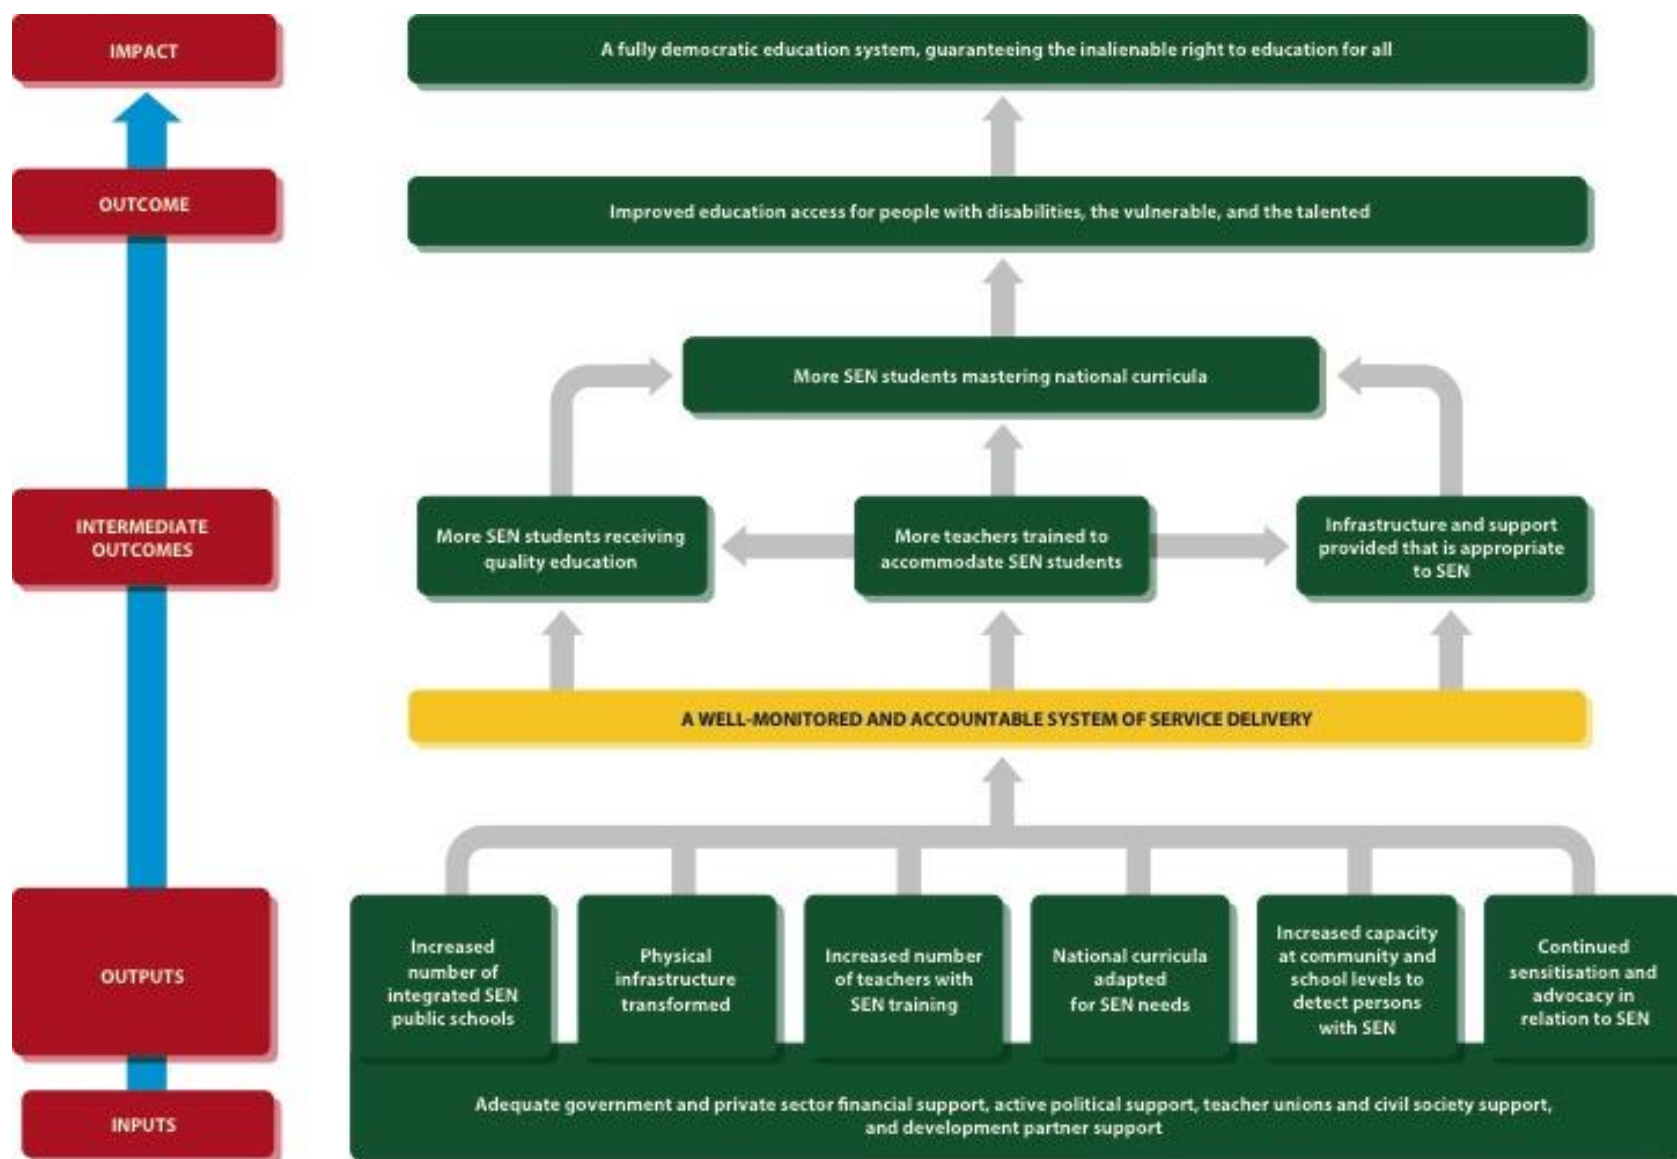 IMPACT
A fully democratic education system, guaranteeing the inalienable right to education for all
OUTCOME
Improved education access for people with disabilities, the vulnerable, and the talented
More SEN students mastering national curricula
INTERMEDIATE
OUTCOMES
More SEN students receiving
quality education
More teachers trained to
accommodate SEN students
Infrastructure and support
provided that is appropriate
to SEN
A WELL-MONITORED AND ACCOUNTABLE SYSTEM OF SERVICE DELIVERY
OUTPUTS
Increased
number of
integrated SEN
public schools
Physical
infrastructure
transformed
Increased number
of teachers with
SEN training
National curricula
adapted
for SEN needs
Increased capacity
at community and
school levels to
detect persons
with SEN
Continued
sensitisation and
advocacy in
relation to SEN
INPUTS
Adequate government and private sector financial support, active political support, teacher unions and civil society support,
and development partner support